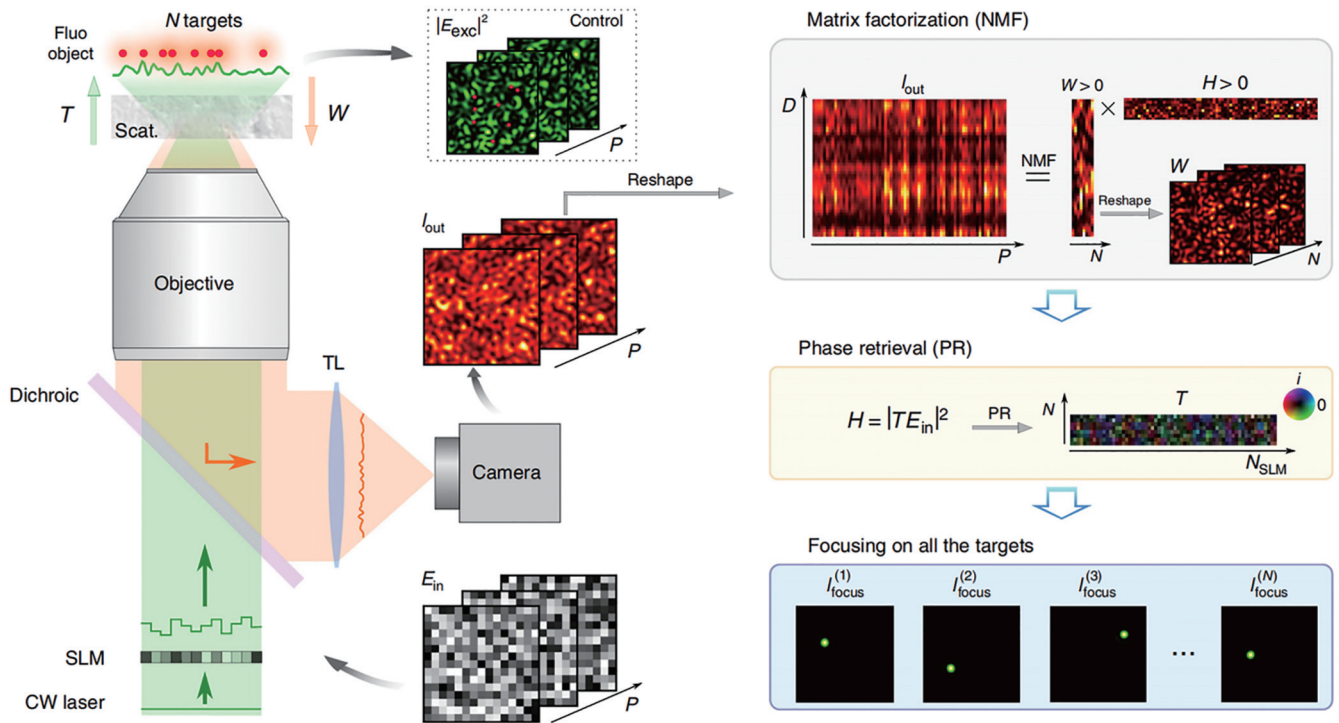 N targets
Fluo
object
T
W
Scat.
Objective
TL
Dichroic
Camera
SLM
CW laser
|E_exc|²
Control
P
I_out
P
Reshape
E_in
P
Matrix factorization (NMF)
D
I_out
P
NMF
W > 0
×
H > 0
N
Reshape
W
N
Phase retrieval (PR)
H = |TE_in|²
PR
N
T
N_SLM
i
0
Focusing on all the targets
I_focus^(1)
I_focus^(2)
I_focus^(3)
...
I_focus^(N)